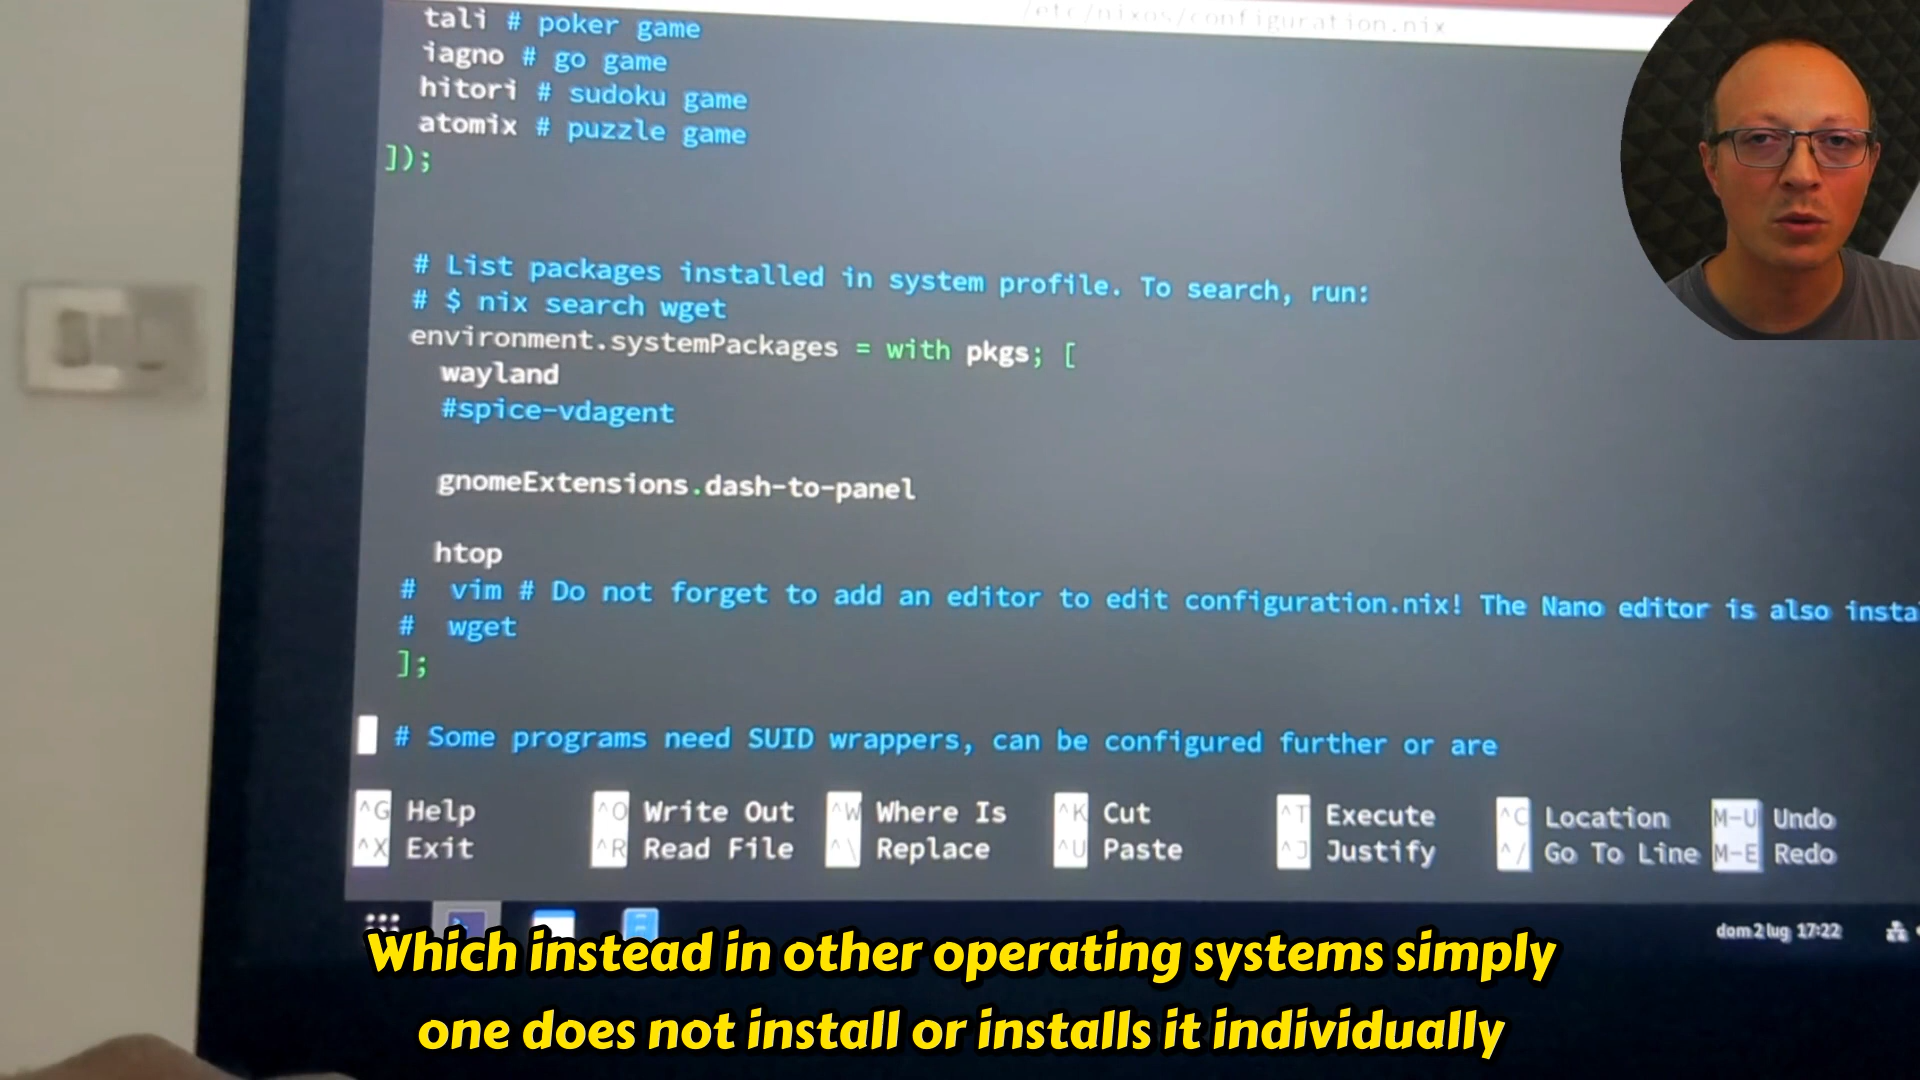 /etc/nixos/configuration.nix
tali # poker game
iagno # go game
hitori # sudoku game
atomix # puzzle game
]);
# List packages installed in system profile. To search, run:
# $ nix search wget
environment.systemPackages = with pkgs; [
wayland
#spice-vdagent
gnomeExtensions.dash-to-panel
htop
# vim # Do not forget to add an editor to edit configuration.nix! The Nano editor is also insta
# wget
];
# Some programs need SUID wrappers, can be configured further or are
^G Help ^O Write Out ^W Where Is ^K Cut ^T Execute ^C Location M-U Undo
^X Exit ^R Read File ^\ Replace ^U Paste ^J Justify ^/ Go To Line M-E Redo
dom 2 lug 17:22
Which instead in other operating systems simply
one does not install or installs it individually